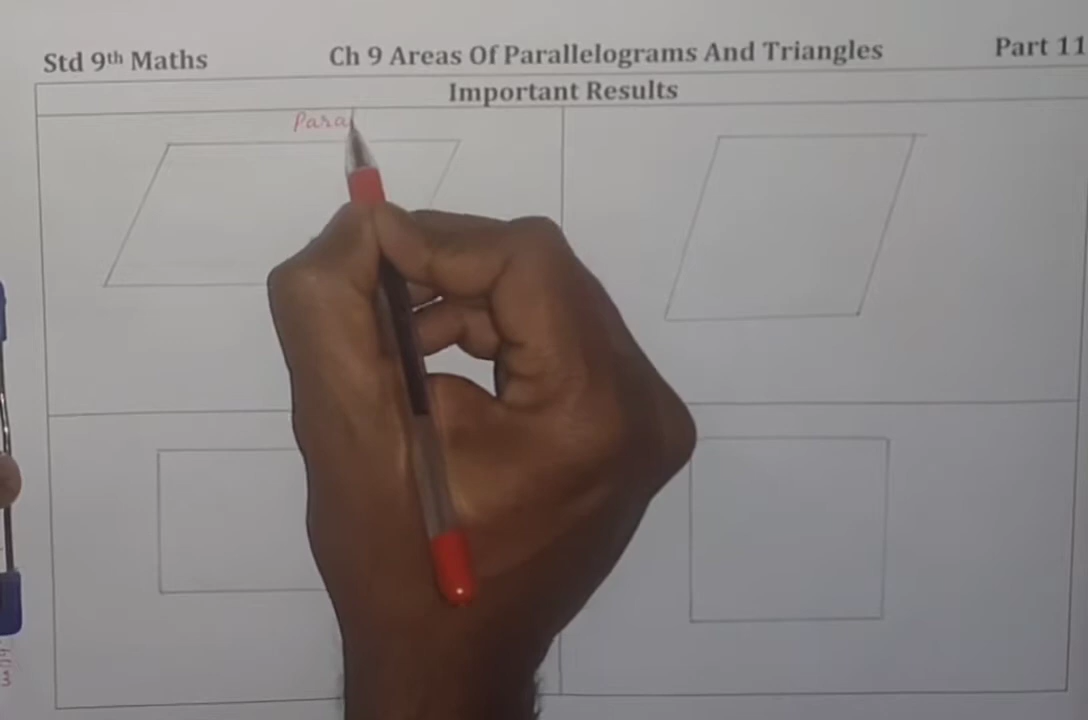 Std 9th Maths Ch 9 Areas Of Parallelograms And Triangles Part 11
Important Results
Para